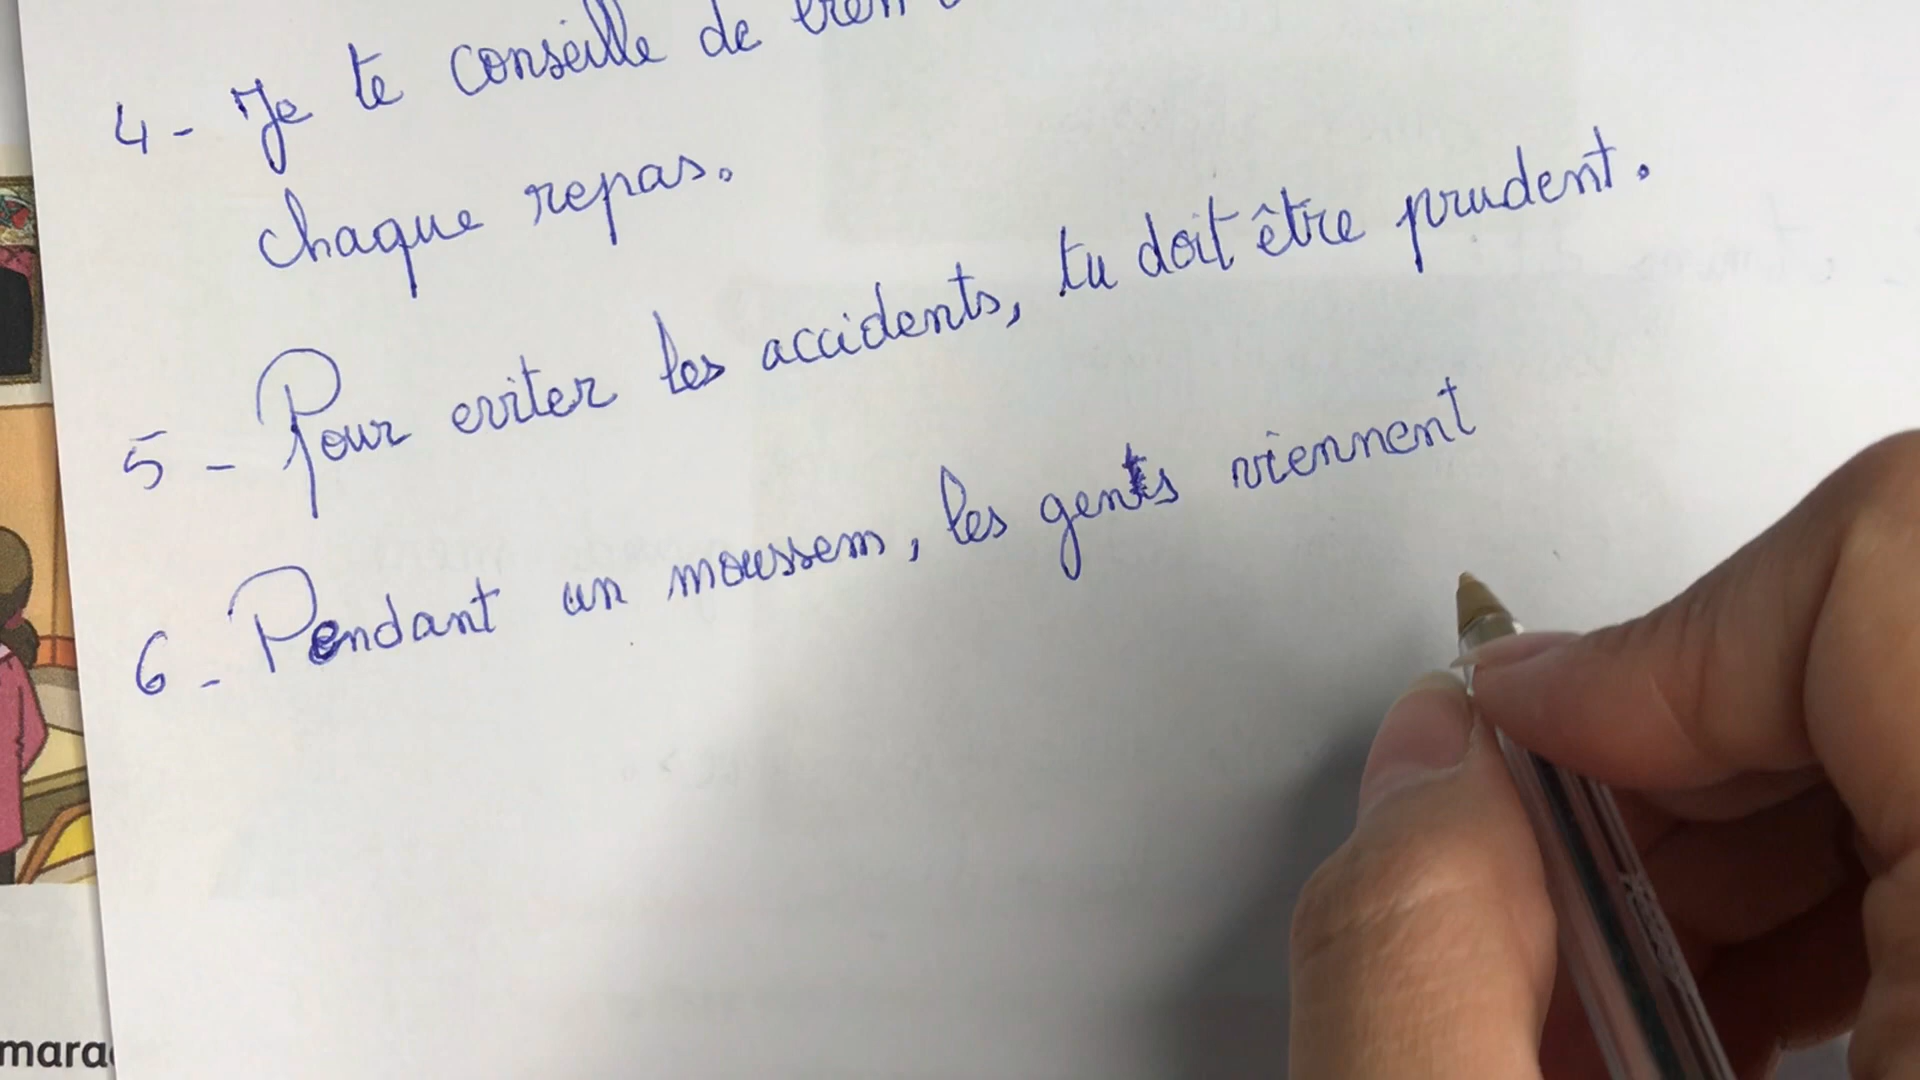 4- Je te conseille de
chaque repas.
5 - Pour eviter les accidents, tu doit être prudent.
6- Pendant un moussem, les gents viennent